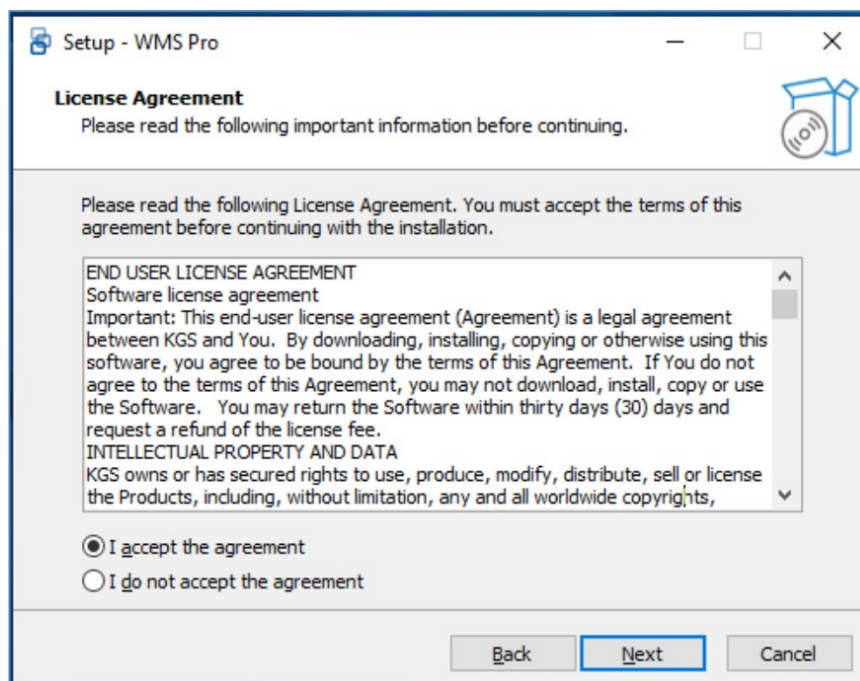 Setup - WMS Pro
License Agreement
Please read the following important information before continuing.
Please read the following License Agreement. You must accept the terms of this
agreement before continuing with the installation.
END USER LICENSE AGREEMENT
Software license agreement
Important: This end-user license agreement (Agreement) is a legal agreement
between KGS and You.  By downloading, installing, copying or otherwise using this
software, you agree to be bound by the terms of this Agreement.  If You do not
agree to the terms of this Agreement, you may not download, install, copy or use
the Software.   You may return the Software within thirty days (30) days and
request a refund of the license fee.
INTELLECTUAL PROPERTY AND DATA
KGS owns or has secured rights to use, produce, modify, distribute, sell or license
the Products, including, without limitation, any and all worldwide copyrights,
I accept the agreement
I do not accept the agreement
Back Next Cancel